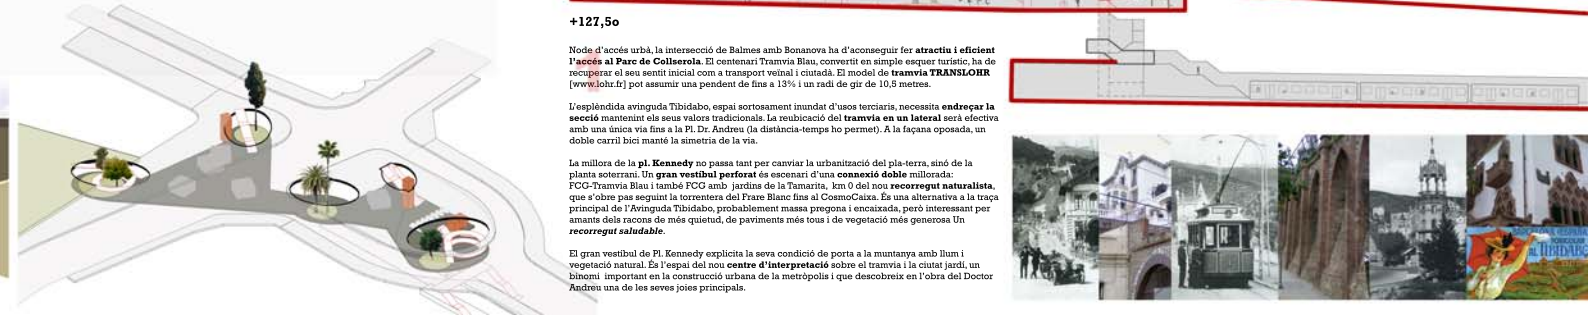 +127,5o
Node d'accés urbà, la intersecció de Balmes amb Bonanova ha d'aconseguir fer atractiu i eficient
l'accés al Parc de Collserola. El centenari Tramvia Blau, convertit en simple esquer turístic, ha de
recuperar el seu sentit inicial com a transport veïnal i ciutadà. El model de tramvia TRANSLOHR
[www.lohr.fr] pot assumir una pendent de fins a 13% i un radi de gir de 10,5 metres.
L'esplèndida avinguda Tibidabo, espai sortosament inundat d'usos terciaris, necessita endreçar la
secció mantenint els seus valors tradicionals. La reubicació del tramvia en un lateral serà efectiva
amb una única via fins a la Pl. Dr. Andreu (la distància-temps ho permet). A la façana oposada, un
doble carril bici manté la simetria de la via.
La millora de la pl. Kennedy no passa tant per canviar la urbanització del pla-terra, sinó de la
planta soterrani. Un gran vestíbul perforat és escenari d'una connexió doble millorada:
FCG-Tramvia Blau i també FCG amb jardins de la Tamarita, km 0 del nou recorregut naturalista,
que s'obre pas seguint la torrentera del Frare Blanc fins al CosmoCaixa. És una alternativa a la traça
principal de l'Avinguda Tibidabo, probablement massa pregona i encaixada, però interessant per
amants dels racons de més quietud, de paviments més tous i de vegetació més generosa Un
recorregut saludable.
El gran vestíbul de Pl. Kennedy explicita la seva condició de porta a la muntanya amb llum i
vegetació natural. És l'espai del nou centre d'interpretació sobre el tramvia i la ciutat jardí, un
binomi important en la construcció urbana de la metròpolis i que descobreix en l'obra del Doctor
Andreu una de les seves joies principals.
1
BARCELONA (ESPAÑA)
FUNICULAR
AL TIBIDABO